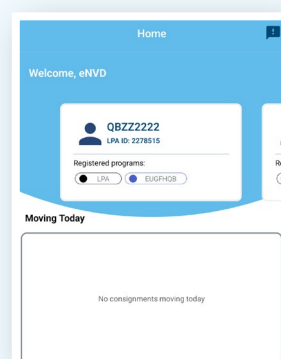 Home
Welcome, eNVD
QBZZ2222
LPA ID: 2278515
Registered programs:
LPA
EUGFHQB
Moving Today
No consignments moving today